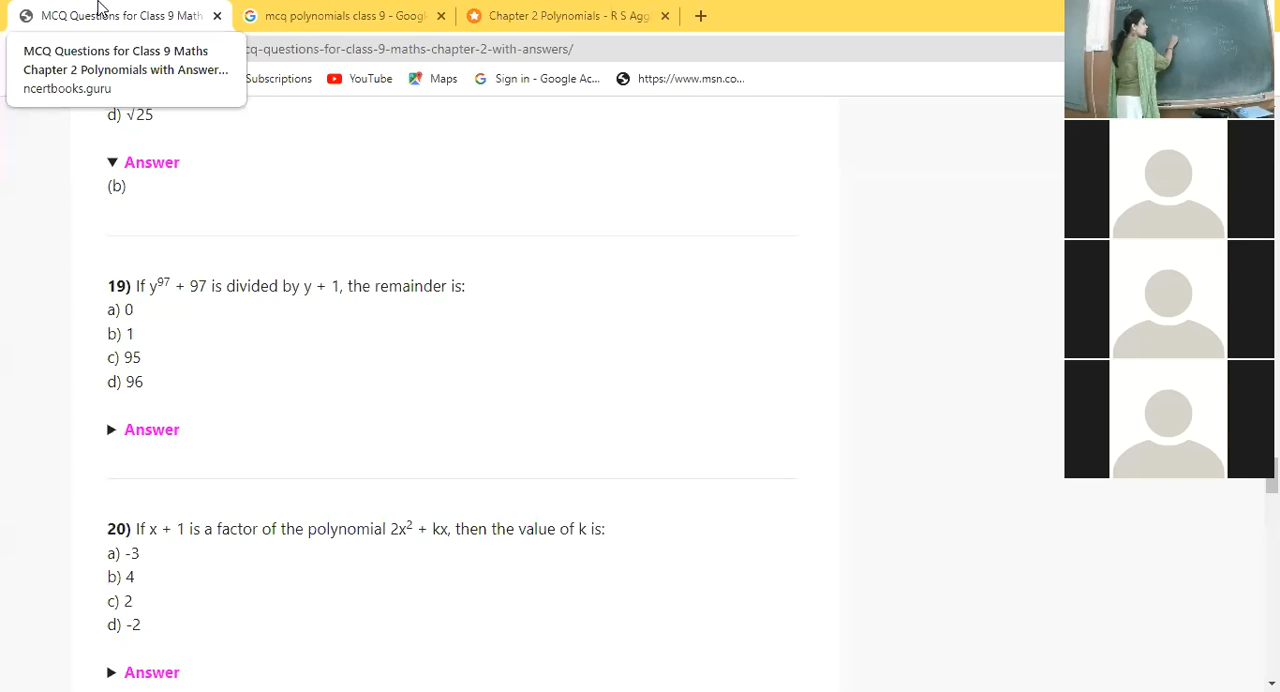 MCQ Questions for Class 9 Math
mcq polynomials class 9 - Googl
Chapter 2 Polynomials - R S Agg
MCQ Questions for Class 9 Maths
Chapter 2 Polynomials with Answer...
ncertbooks.guru
cq-questions-for-class-9-maths-chapter-2-with-answers/
Subscriptions
YouTube
Maps
Sign in - Google Ac...
https://www.msn.co...
d) √25
▼ Answer
(b)
19) If y⁹⁷ + 97 is divided by y + 1, the remainder is:
a) 0
b) 1
c) 95
d) 96
▶ Answer
20) If x + 1 is a factor of the polynomial 2x² + kx, then the value of k is:
a) -3
b) 4
c) 2
d) -2
▶ Answer